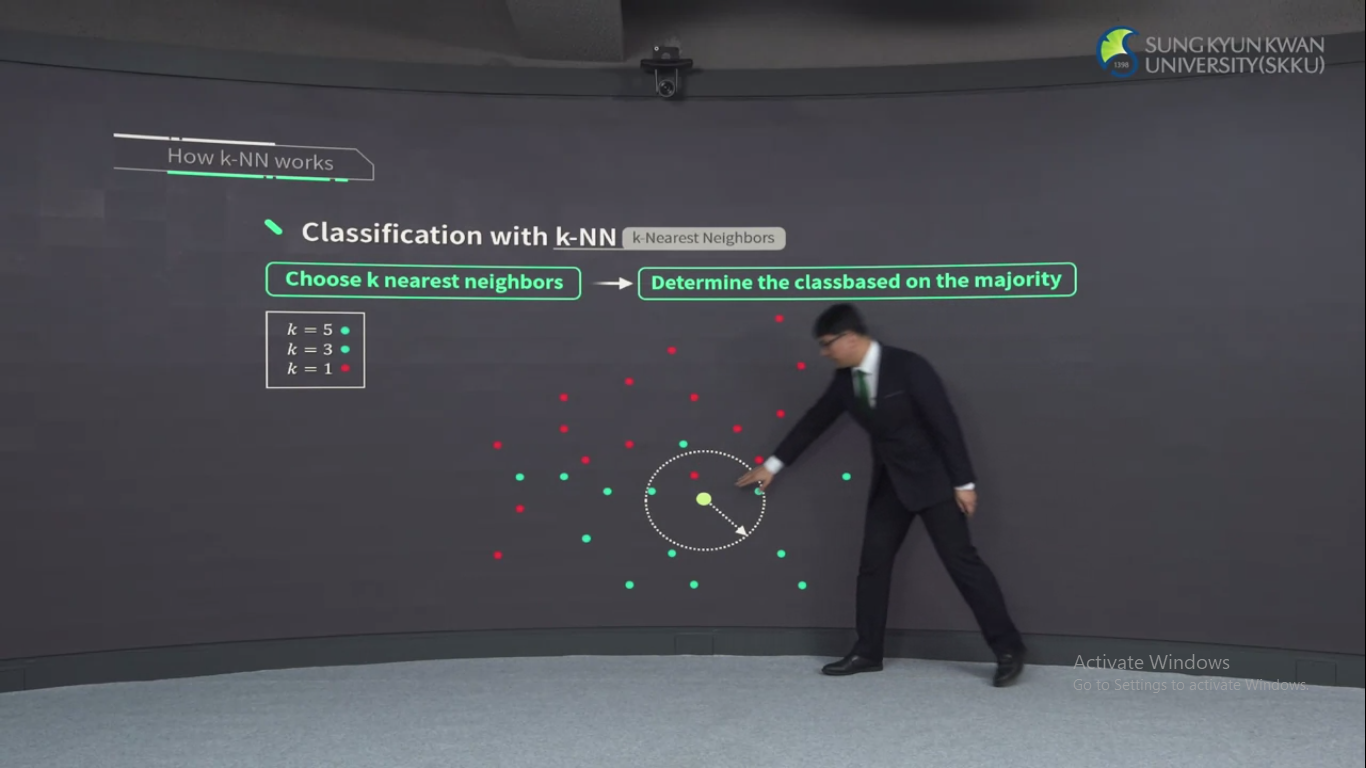 SUNG KYUN KWAN
UNIVERSITY(SKKU)
1398
How k-NN works
Classification with k-NN k-Nearest Neighbors
Choose k nearest neighbors
Determine the classbased on the majority
k = 5
k = 3
k = 1
Activate Windows
Go to Settings to activate Windows.